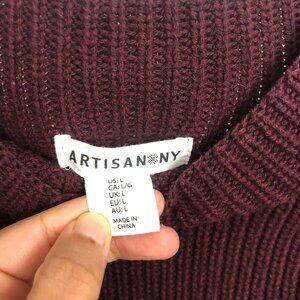 ARTISAN NY
US: L
CA: L/G
UK: L
EU: L
AU: L
MADE IN
CHINA